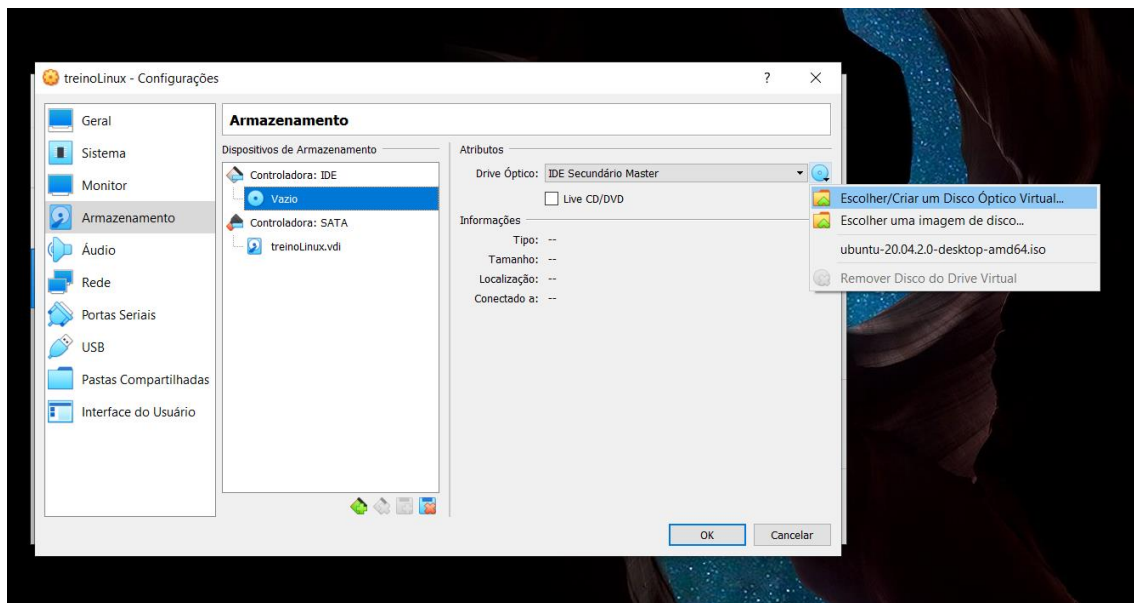 treinoLinux - Configurações
?
Geral
Sistema
Monitor
Armazenamento
Áudio
Rede
Portas Seriais
USB
Pastas Compartilhadas
Interface do Usuário
Armazenamento
Dispositivos de Armazenamento
Controladora: IDE
Vazio
Controladora: SATA
treinoLinux.vdi
Atributos
Drive Óptico: IDE Secundário Master
Live CD/DVD
Informações
Tipo: --
Tamanho: --
Localização: --
Conectado a: --
Escolher/Criar um Disco Óptico Virtual...
Escolher uma imagem de disco...
ubuntu-20.04.2.0-desktop-amd64.iso
Remover Disco do Drive Virtual
OK
Cancelar